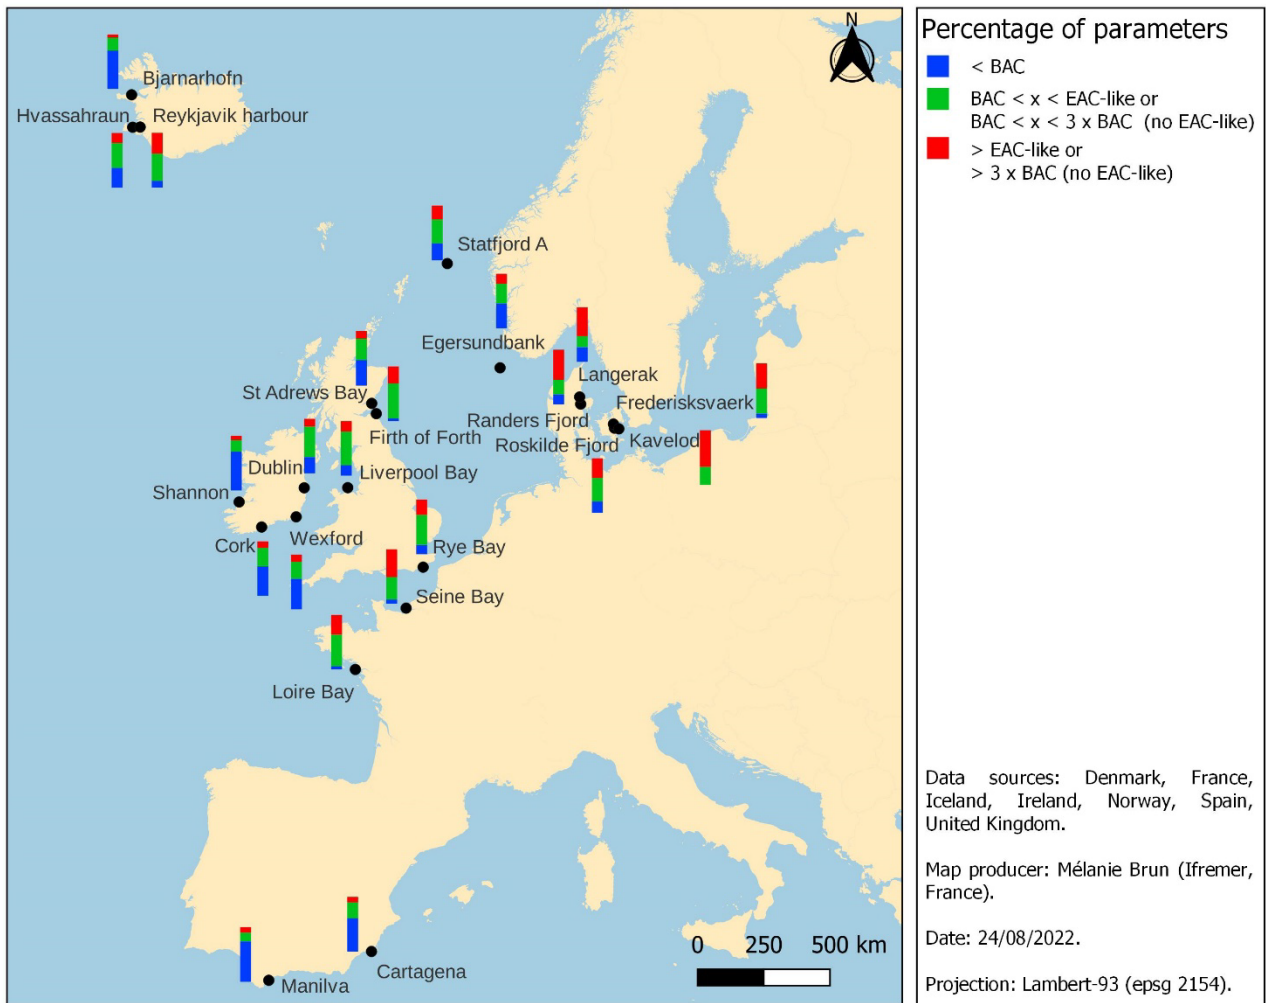 N
Bjarnarhofn
Hvassahraun
Reykjavik harbour
Statfjord A
Egersundbank
Langerak
St Adrews Bay
Frederisksvaerk
Randers Fjord
Firth of Forth
Roskilde Fjord
Kavelod
Dublin
Liverpool Bay
Shannon
Wexford
Cork
Rye Bay
Seine Bay
Loire Bay
Cartagena
Manilva
0 250 500 km
Percentage of parameters
< BAC
BAC < x < EAC-like or
BAC < x < 3 x BAC (no EAC-like)
> EAC-like or
> 3 x BAC (no EAC-like)
Data sources: Denmark, France,
Iceland, Ireland, Norway, Spain,
United Kingdom.
Map producer: Mélanie Brun (Ifremer,
France).
Date: 24/08/2022.
Projection: Lambert-93 (epsg 2154).